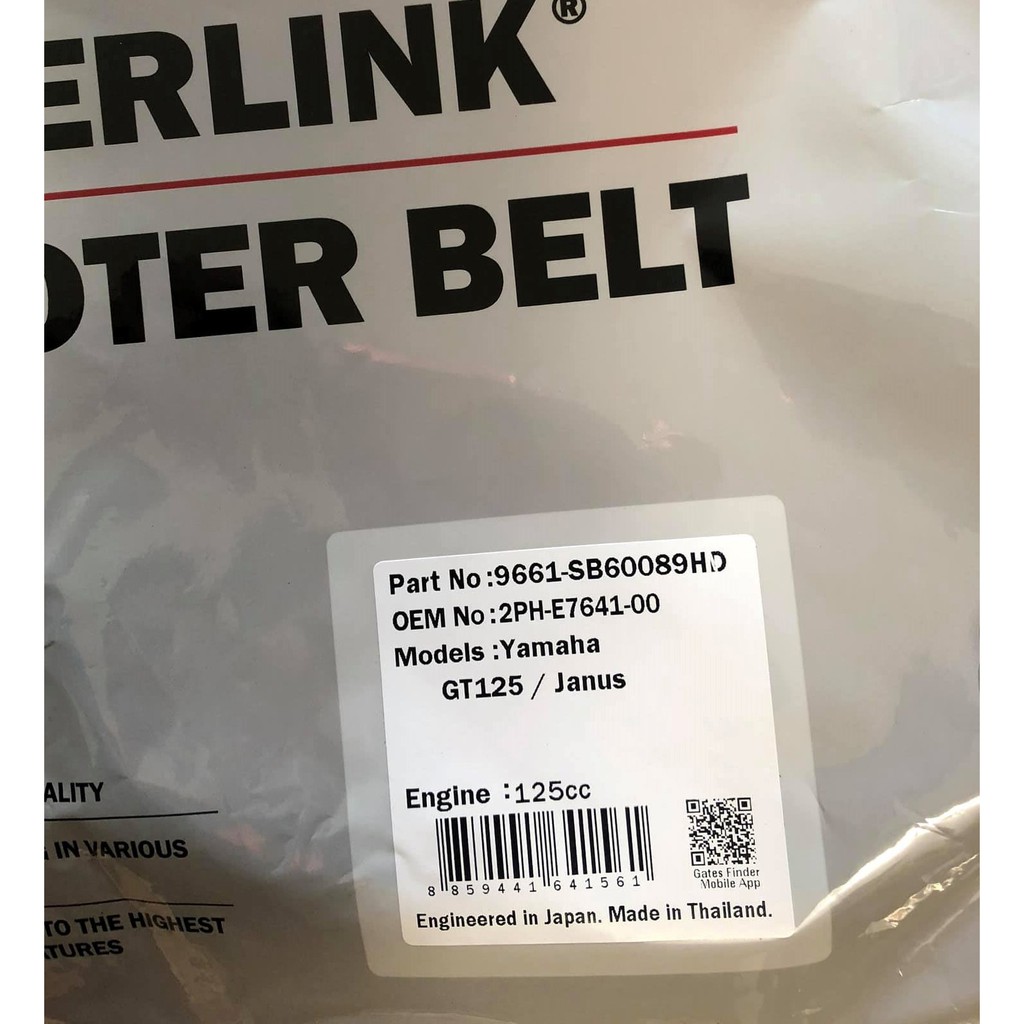 ERLINK®
OTER BELT
Part No :9661-SB60089HD
OEM No :2PH-E7641-00
Models :Yamaha
GT125 / Janus
Engine :125cc
8 859441 641561
Gates Finder
Mobile App
Engineered in Japan. Made in Thailand.
ALITY
IN VARIOUS
TO THE HIGHEST
TURES